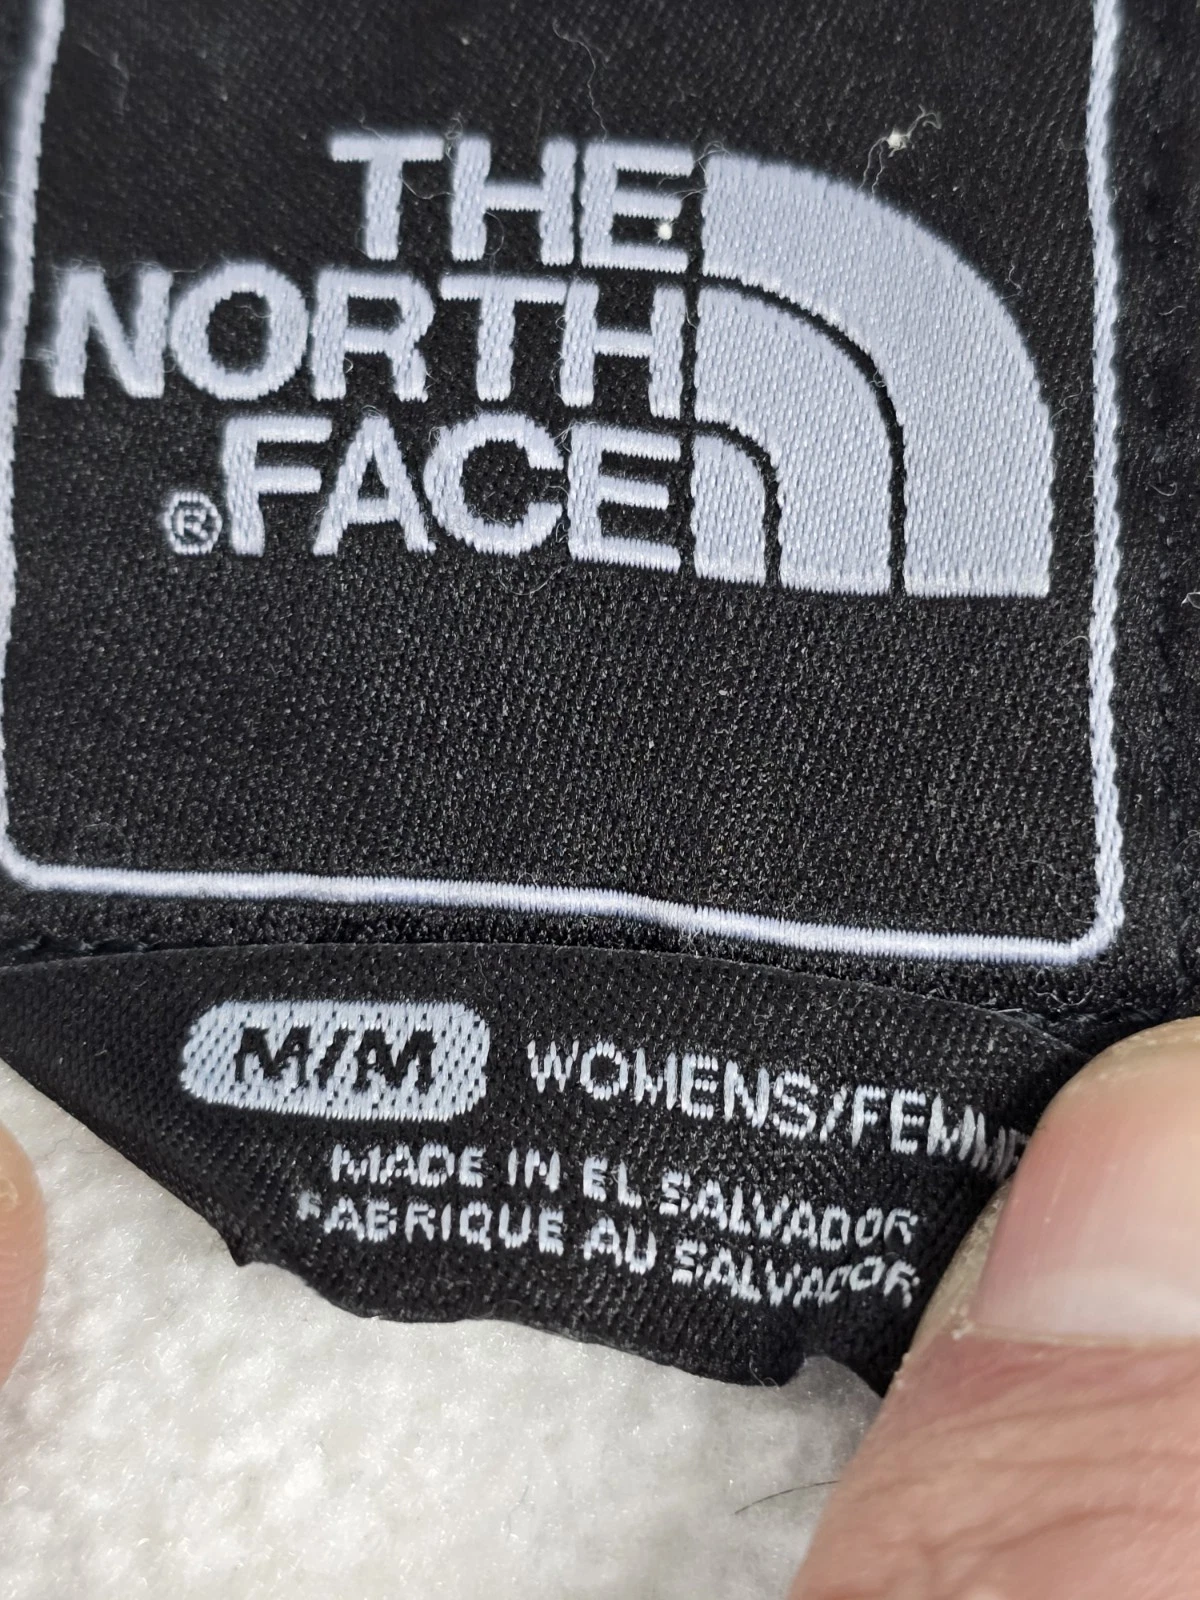 THE
NORTH
®FACE
M/M WOMENS/FEMME
MADE IN EL SALVADOR
FABRIQUE AU SALVADOR